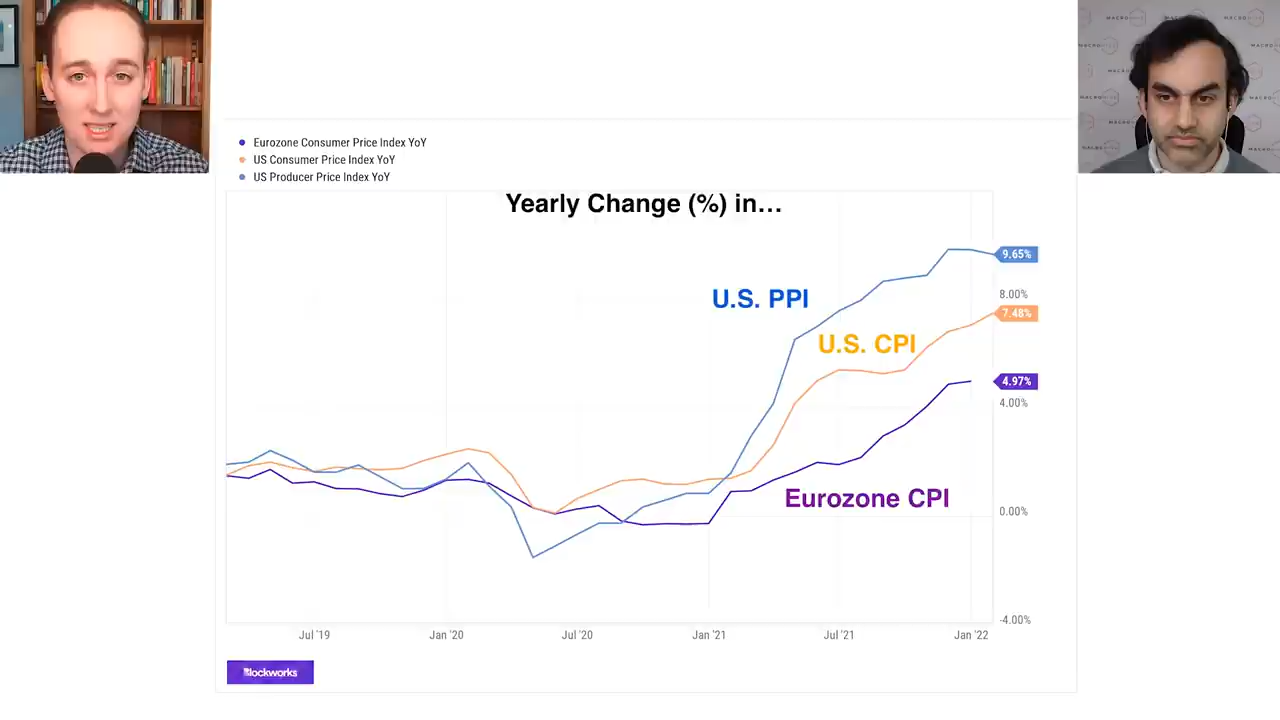 Eurozone Consumer Price Index YoY
US Consumer Price Index YoY
US Producer Price Index YoY
Yearly Change (%) in...
9.65%
U.S. PPI
8.00%
7.48%
U.S. CPI
4.97%
4.00%
Eurozone CPI
0.00%
-4.00%
Jul '19
Jan '20
Jul '20
Jan '21
Jul '21
Jan '22
Blockworks